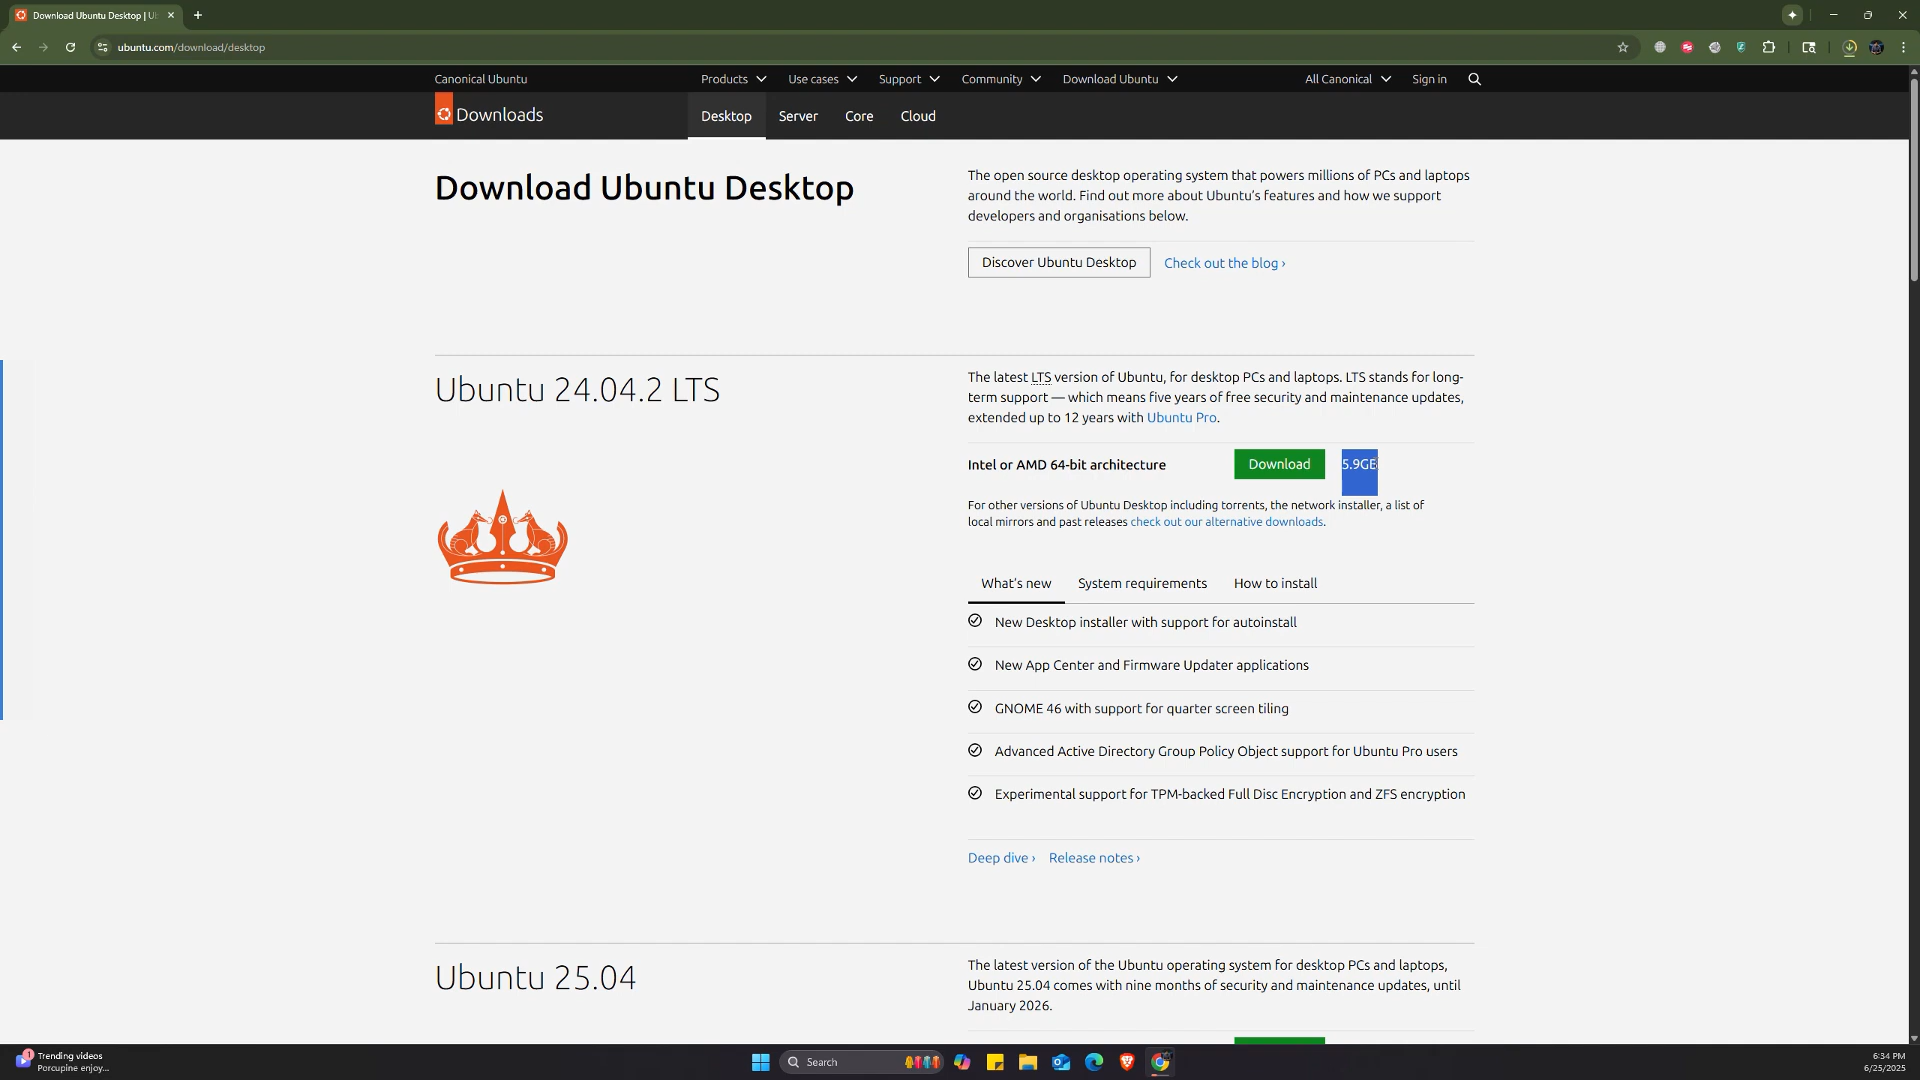 Download Ubuntu Desktop | U
ubuntu.com/download/desktop
Canonical Ubuntu
Products
Use cases
Support
Community
Download Ubuntu
All Canonical
Sign in
Downloads
Desktop
Server
Core
Cloud
Download Ubuntu Desktop
The open source desktop operating system that powers millions of PCs and laptops
around the world. Find out more about Ubuntu's features and how we support
developers and organisations below.
Discover Ubuntu Desktop
Check out the blog ›
Ubuntu 24.04.2 LTS
The latest LTS version of Ubuntu, for desktop PCs and laptops. LTS stands for long-
term support — which means five years of free security and maintenance updates,
extended up to 12 years with Ubuntu Pro.
Intel or AMD 64-bit architecture
Download
5.9GB
For other versions of Ubuntu Desktop including torrents, the network installer, a list of
local mirrors and past releases check out our alternative downloads.
What's new
System requirements
How to install
New Desktop installer with support for autoinstall
New App Center and Firmware Updater applications
GNOME 46 with support for quarter screen tiling
Advanced Active Directory Group Policy Object support for Ubuntu Pro users
Experimental support for TPM-backed Full Disc Encryption and ZFS encryption
Deep dive ›
Release notes ›
Ubuntu 25.04
The latest version of the Ubuntu operating system for desktop PCs and laptops,
Ubuntu 25.04 comes with nine months of security and maintenance updates, until
January 2026.
1
Trending videos
Porcupine enjoy...
Search
6:34 PM
6/25/2025